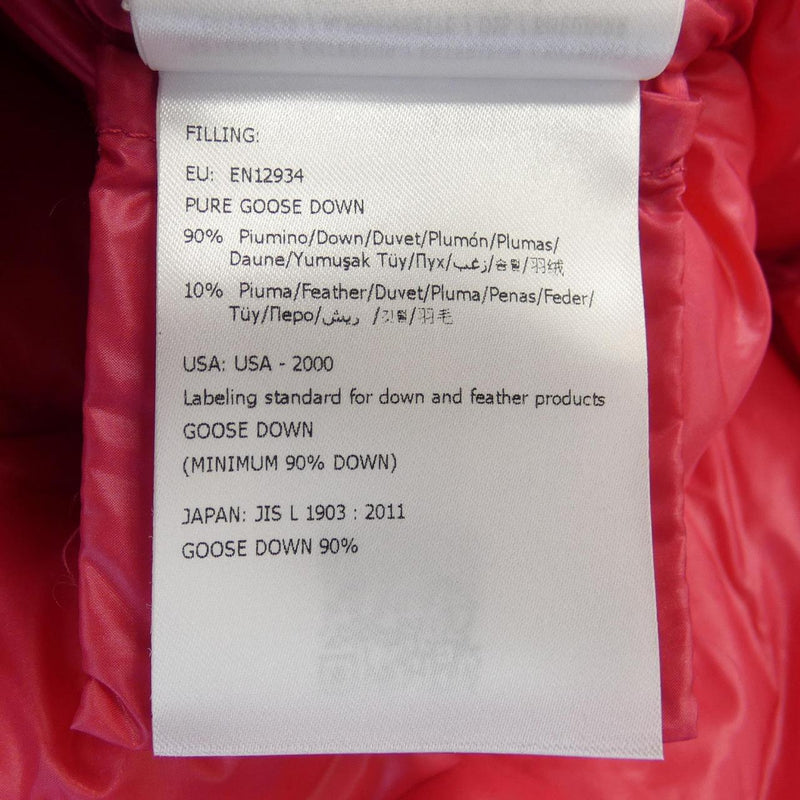 FILLING:
EU: EN12934
PURE GOOSE DOWN
90% Piumino/Down/Duvet/Plumón/Plumas/
Daune/Yumuşak Tüy/Пух/زغب/솜털/羽绒
10% Piuma/Feather/Duvet/Pluma/Penas/Feder/
Tüy/Перо/ريش /깃털/羽毛
USA: USA - 2000
Labeling standard for down and feather products
GOOSE DOWN
(MINIMUM 90% DOWN)
JAPAN: JIS L 1903 : 2011
GOOSE DOWN 90%